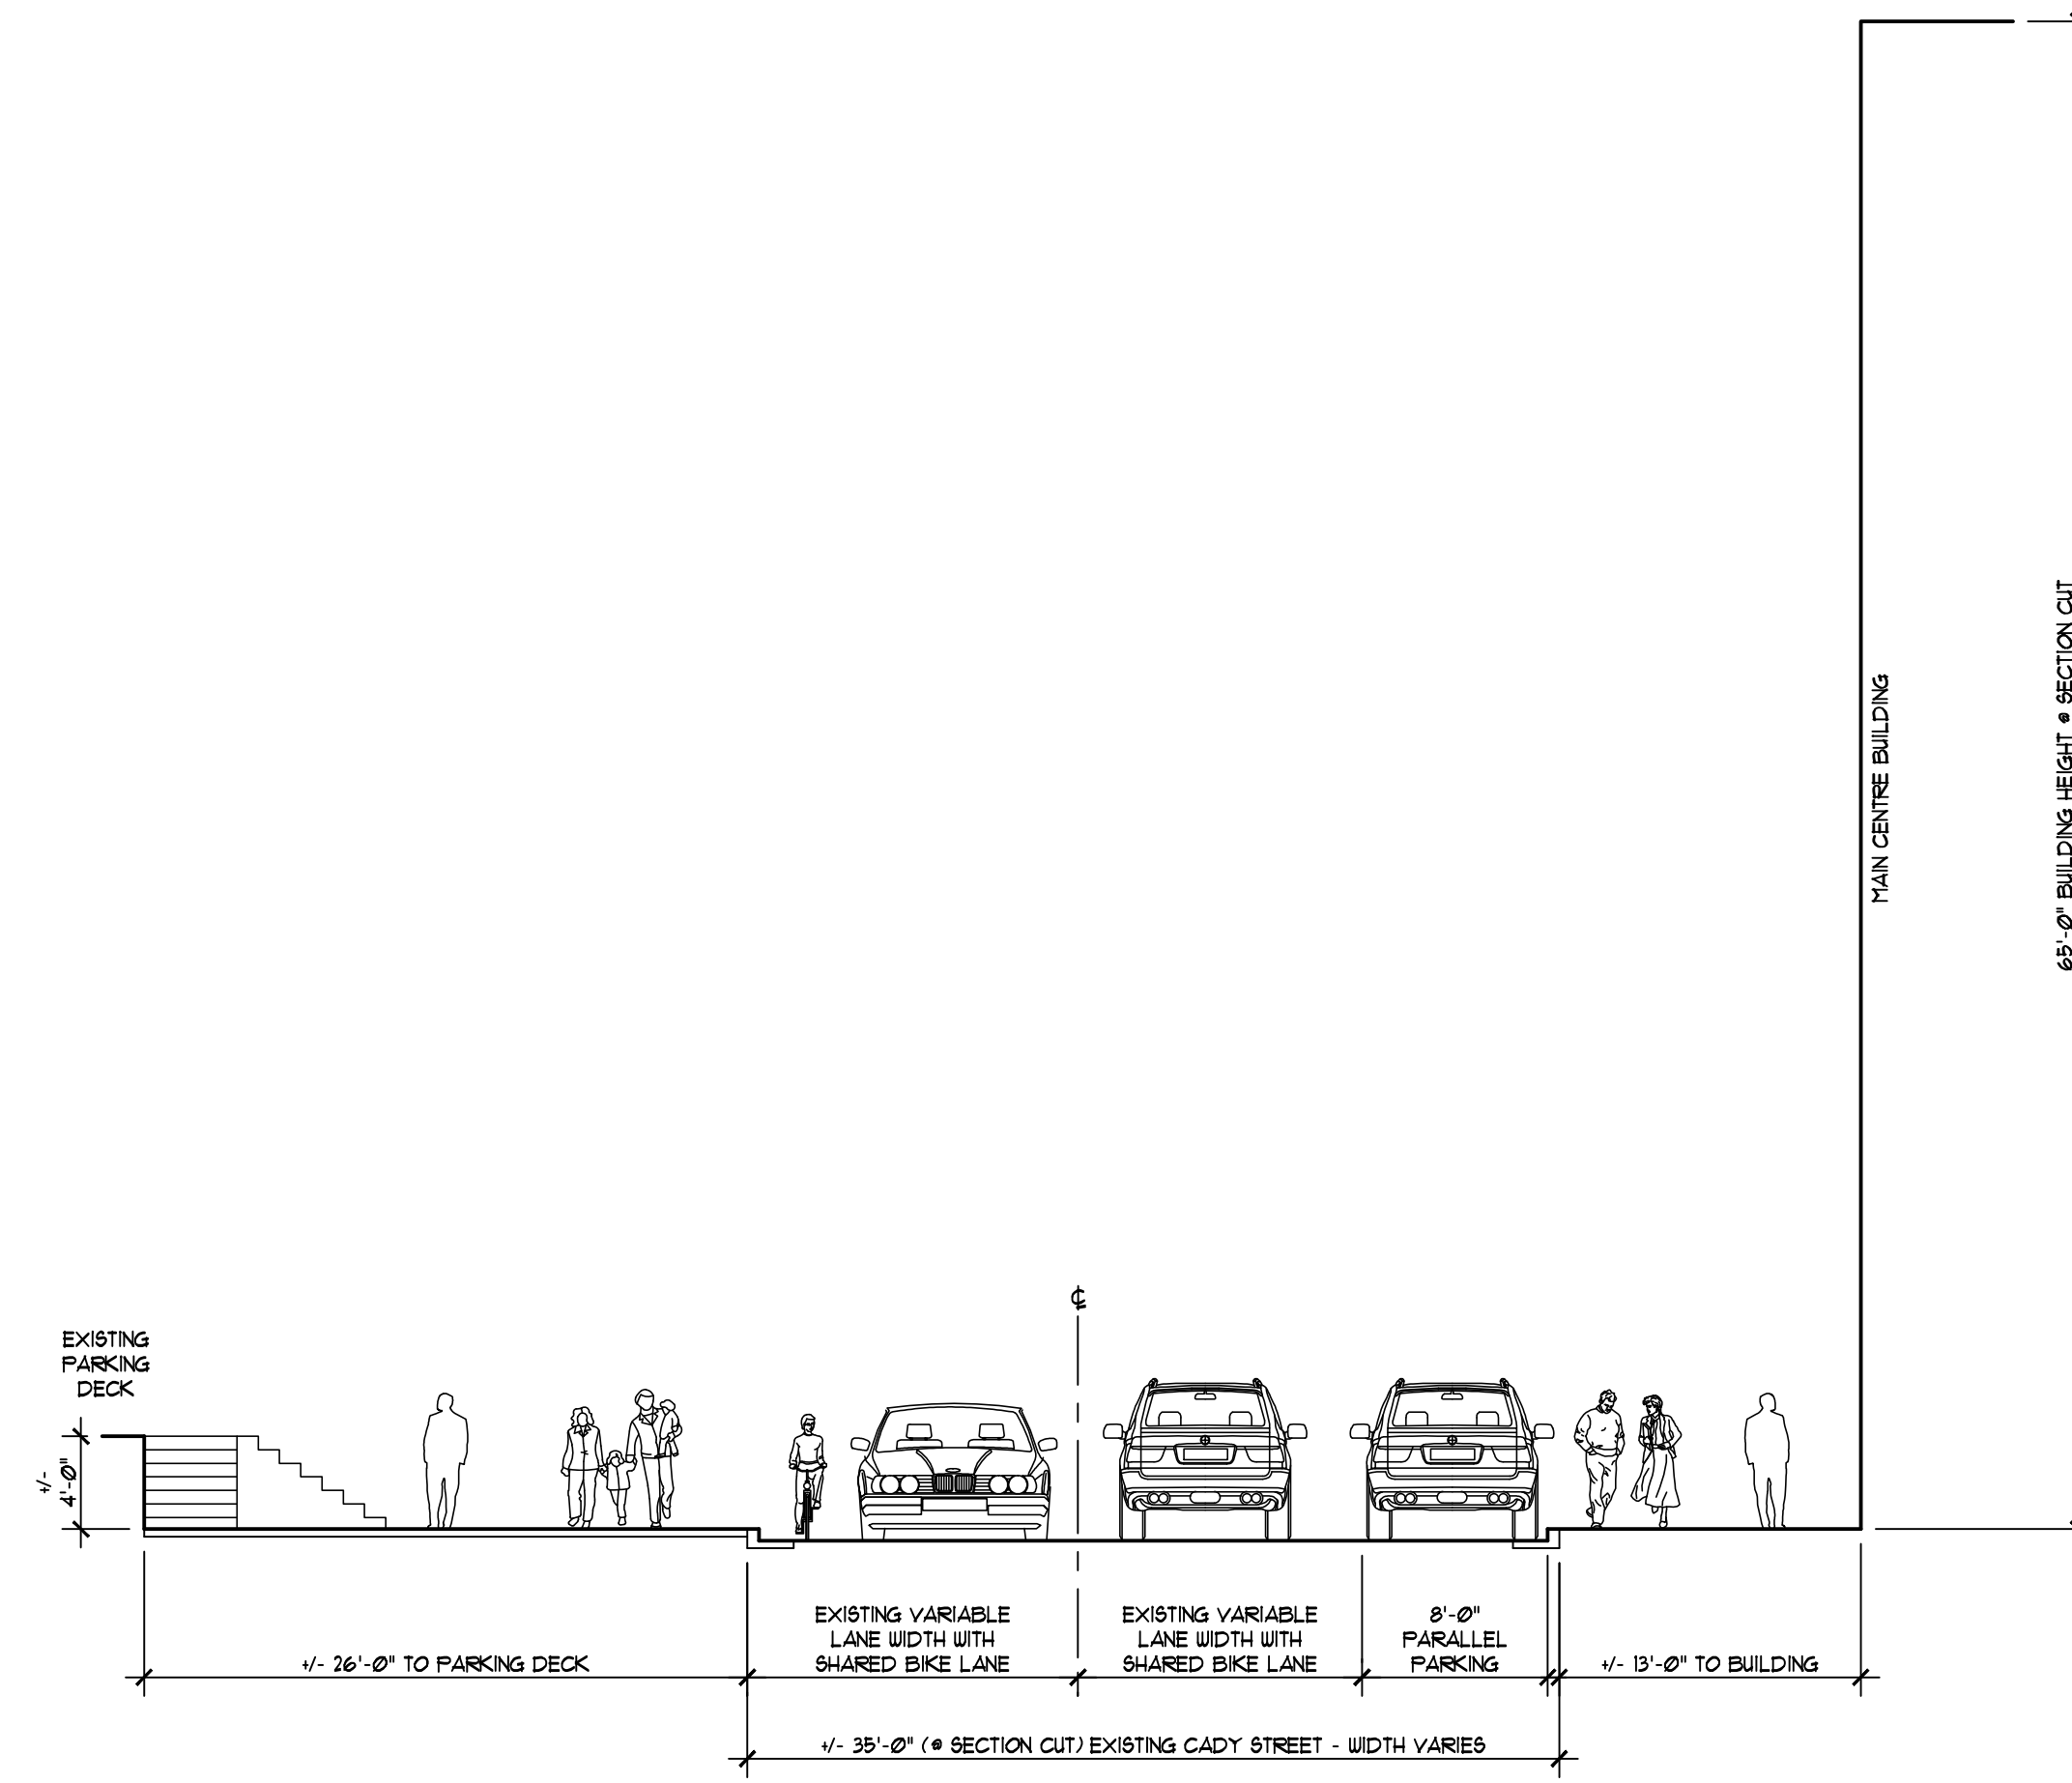 MAIN CENTRE BUILDING
65'-0" BUILDING HEIGHT @ SECTION CUT
℄
EXISTING
PARKING
DECK
+/-
4'-0"
EXISTING VARIABLE
LANE WIDTH WITH
SHARED BIKE LANE
EXISTING VARIABLE
LANE WIDTH WITH
SHARED BIKE LANE
8'-0"
PARALLEL
PARKING
+/- 26'-0" TO PARKING DECK
+/- 13'-0" TO BUILDING
+/- 35'-0" (@ SECTION CUT) EXISTING CADY STREET - WIDTH VARIES